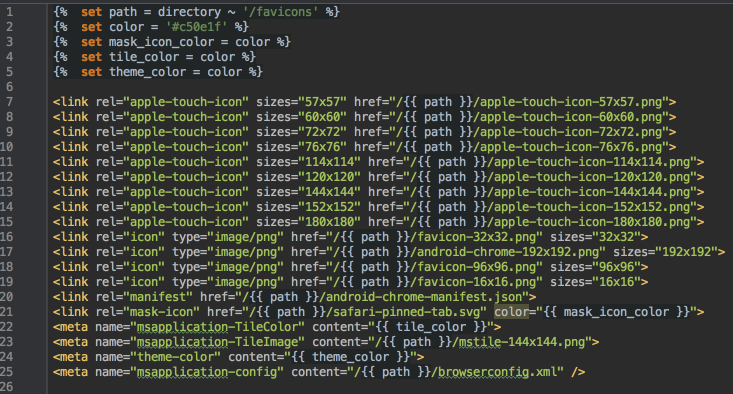 1 {%  set path = directory ~ '/favicons' %}
2 {%  set color = '#c50e1f' %}
3 {%  set mask_icon_color = color %}
4 {%  set tile_color = color %}
5 {%  set theme_color = color %}
6
7 <link rel="apple-touch-icon" sizes="57x57" href="/{{ path }}/apple-touch-icon-57x57.png">
8 <link rel="apple-touch-icon" sizes="60x60" href="/{{ path }}/apple-touch-icon-60x60.png">
9 <link rel="apple-touch-icon" sizes="72x72" href="/{{ path }}/apple-touch-icon-72x72.png">
10 <link rel="apple-touch-icon" sizes="76x76" href="/{{ path }}/apple-touch-icon-76x76.png">
11 <link rel="apple-touch-icon" sizes="114x114" href="/{{ path }}/apple-touch-icon-114x114.png">
12 <link rel="apple-touch-icon" sizes="120x120" href="/{{ path }}/apple-touch-icon-120x120.png">
13 <link rel="apple-touch-icon" sizes="144x144" href="/{{ path }}/apple-touch-icon-144x144.png">
14 <link rel="apple-touch-icon" sizes="152x152" href="/{{ path }}/apple-touch-icon-152x152.png">
15 <link rel="apple-touch-icon" sizes="180x180" href="/{{ path }}/apple-touch-icon-180x180.png">
16 <link rel="icon" type="image/png" href="/{{ path }}/favicon-32x32.png" sizes="32x32">
17 <link rel="icon" type="image/png" href="/{{ path }}/android-chrome-192x192.png" sizes="192x192">
18 <link rel="icon" type="image/png" href="/{{ path }}/favicon-96x96.png" sizes="96x96">
19 <link rel="icon" type="image/png" href="/{{ path }}/favicon-16x16.png" sizes="16x16">
20 <link rel="manifest" href="/{{ path }}/android-chrome-manifest.json">
21 <link rel="mask-icon" href="/{{ path }}/safari-pinned-tab.svg" color="{{ mask_icon_color }}">
22 <meta name="msapplication-TileColor" content="{{ tile_color }}">
23 <meta name="msapplication-TileImage" content="/{{ path }}/mstile-144x144.png">
24 <meta name="theme-color" content="{{ theme_color }}">
25 <meta name="msapplication-config" content="/{{ path }}/browserconfig.xml" />
26